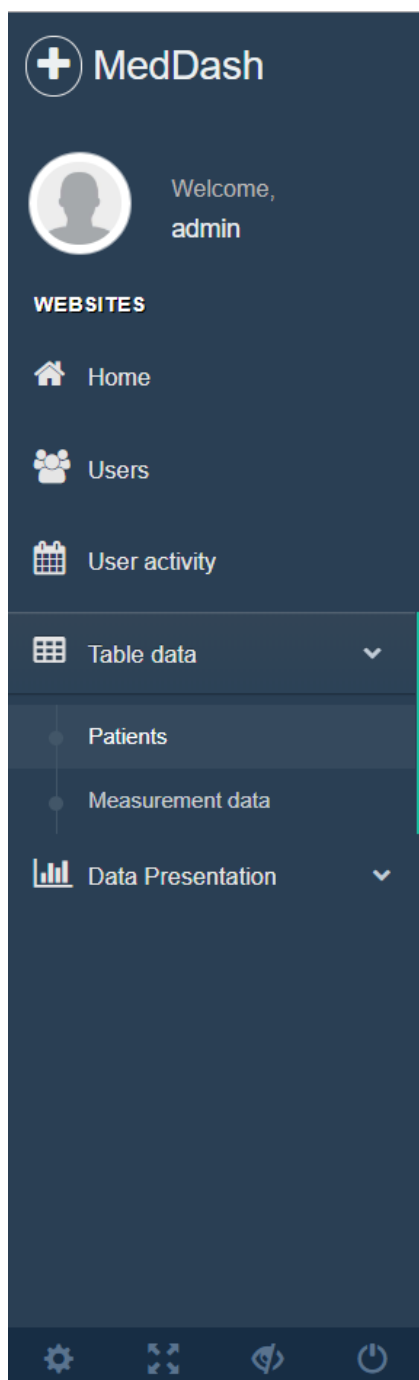 MedDash
Welcome,
admin
WEBSITES
Home
Users
User activity
Table data
Patients
Measurement data
Data Presentation